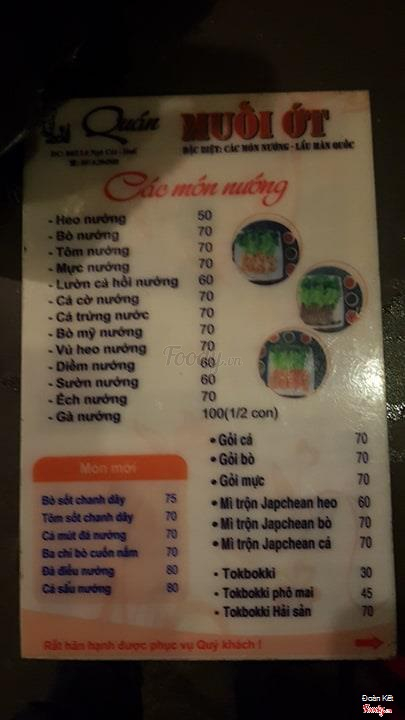 Quán MUỐI ỚT
ĐẶC BIỆT: CÁC MÓN NƯỚNG - LẨU HÀN QUỐC
Các món nướng
- Heo nướng 50
- Bò nướng 70
- Tôm nướng 70
- Mực nướng 70
- Lườn cá hồi nướng 60
- Cá cờ nướng 70
- Cá trứng nước 70
- Bò mỹ nướng 70
- Vú heo nướng 70
- Diềm nướng 60
- Sườn nướng 60
- Ếch nướng 70
- Gà nướng 100(1/2 con)
Món mới
Bò sốt chanh dây 75
Tôm sốt chanh dây 70
Cá mút đá nướng 70
Ba chỉ bò cuốn nấm 70
Đà điểu nướng 80
Cá sấu nướng 80
• Gỏi cá 70
• Gỏi bò 70
• Gỏi mực 70
• Mì trộn Japchean heo 60
• Mì trộn Japchean bò 70
• Mì trộn Japchean cá 70
- Tokbokki 30
- Tokbokki phô mai 45
- Tokbokki Hải sản 70
Rất hân hạnh được phục vụ Quý khách !
Foody.vn
Đoàn Kết
Foody.vn